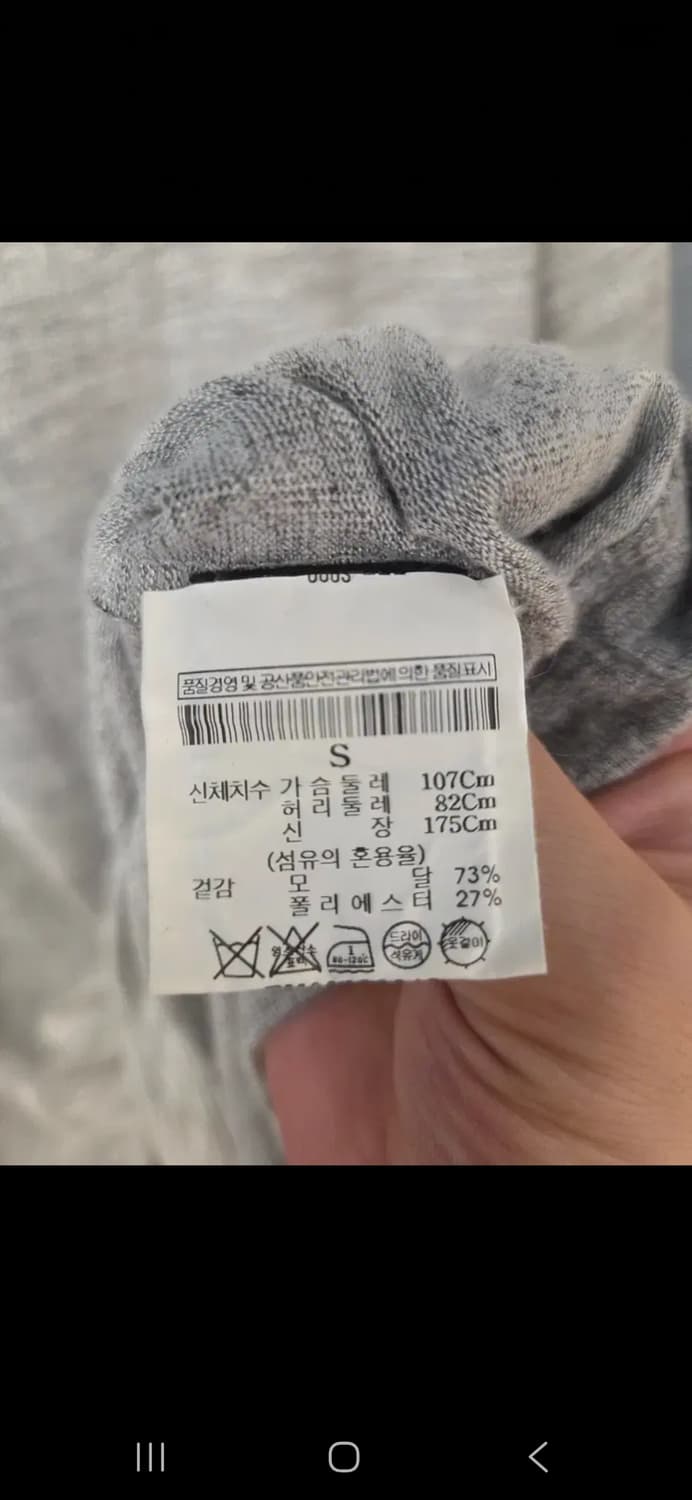 품질경영 및 공산품안전관리법에 의한 품질표시
S
신체치수 가슴둘레 107Cm
허리둘레 82Cm
신 장 175Cm
(섬유의 혼용율)
겉감 모 달 73%
폴리에스터 27%
드라이
석유계
옷걸이
1
80-120℃